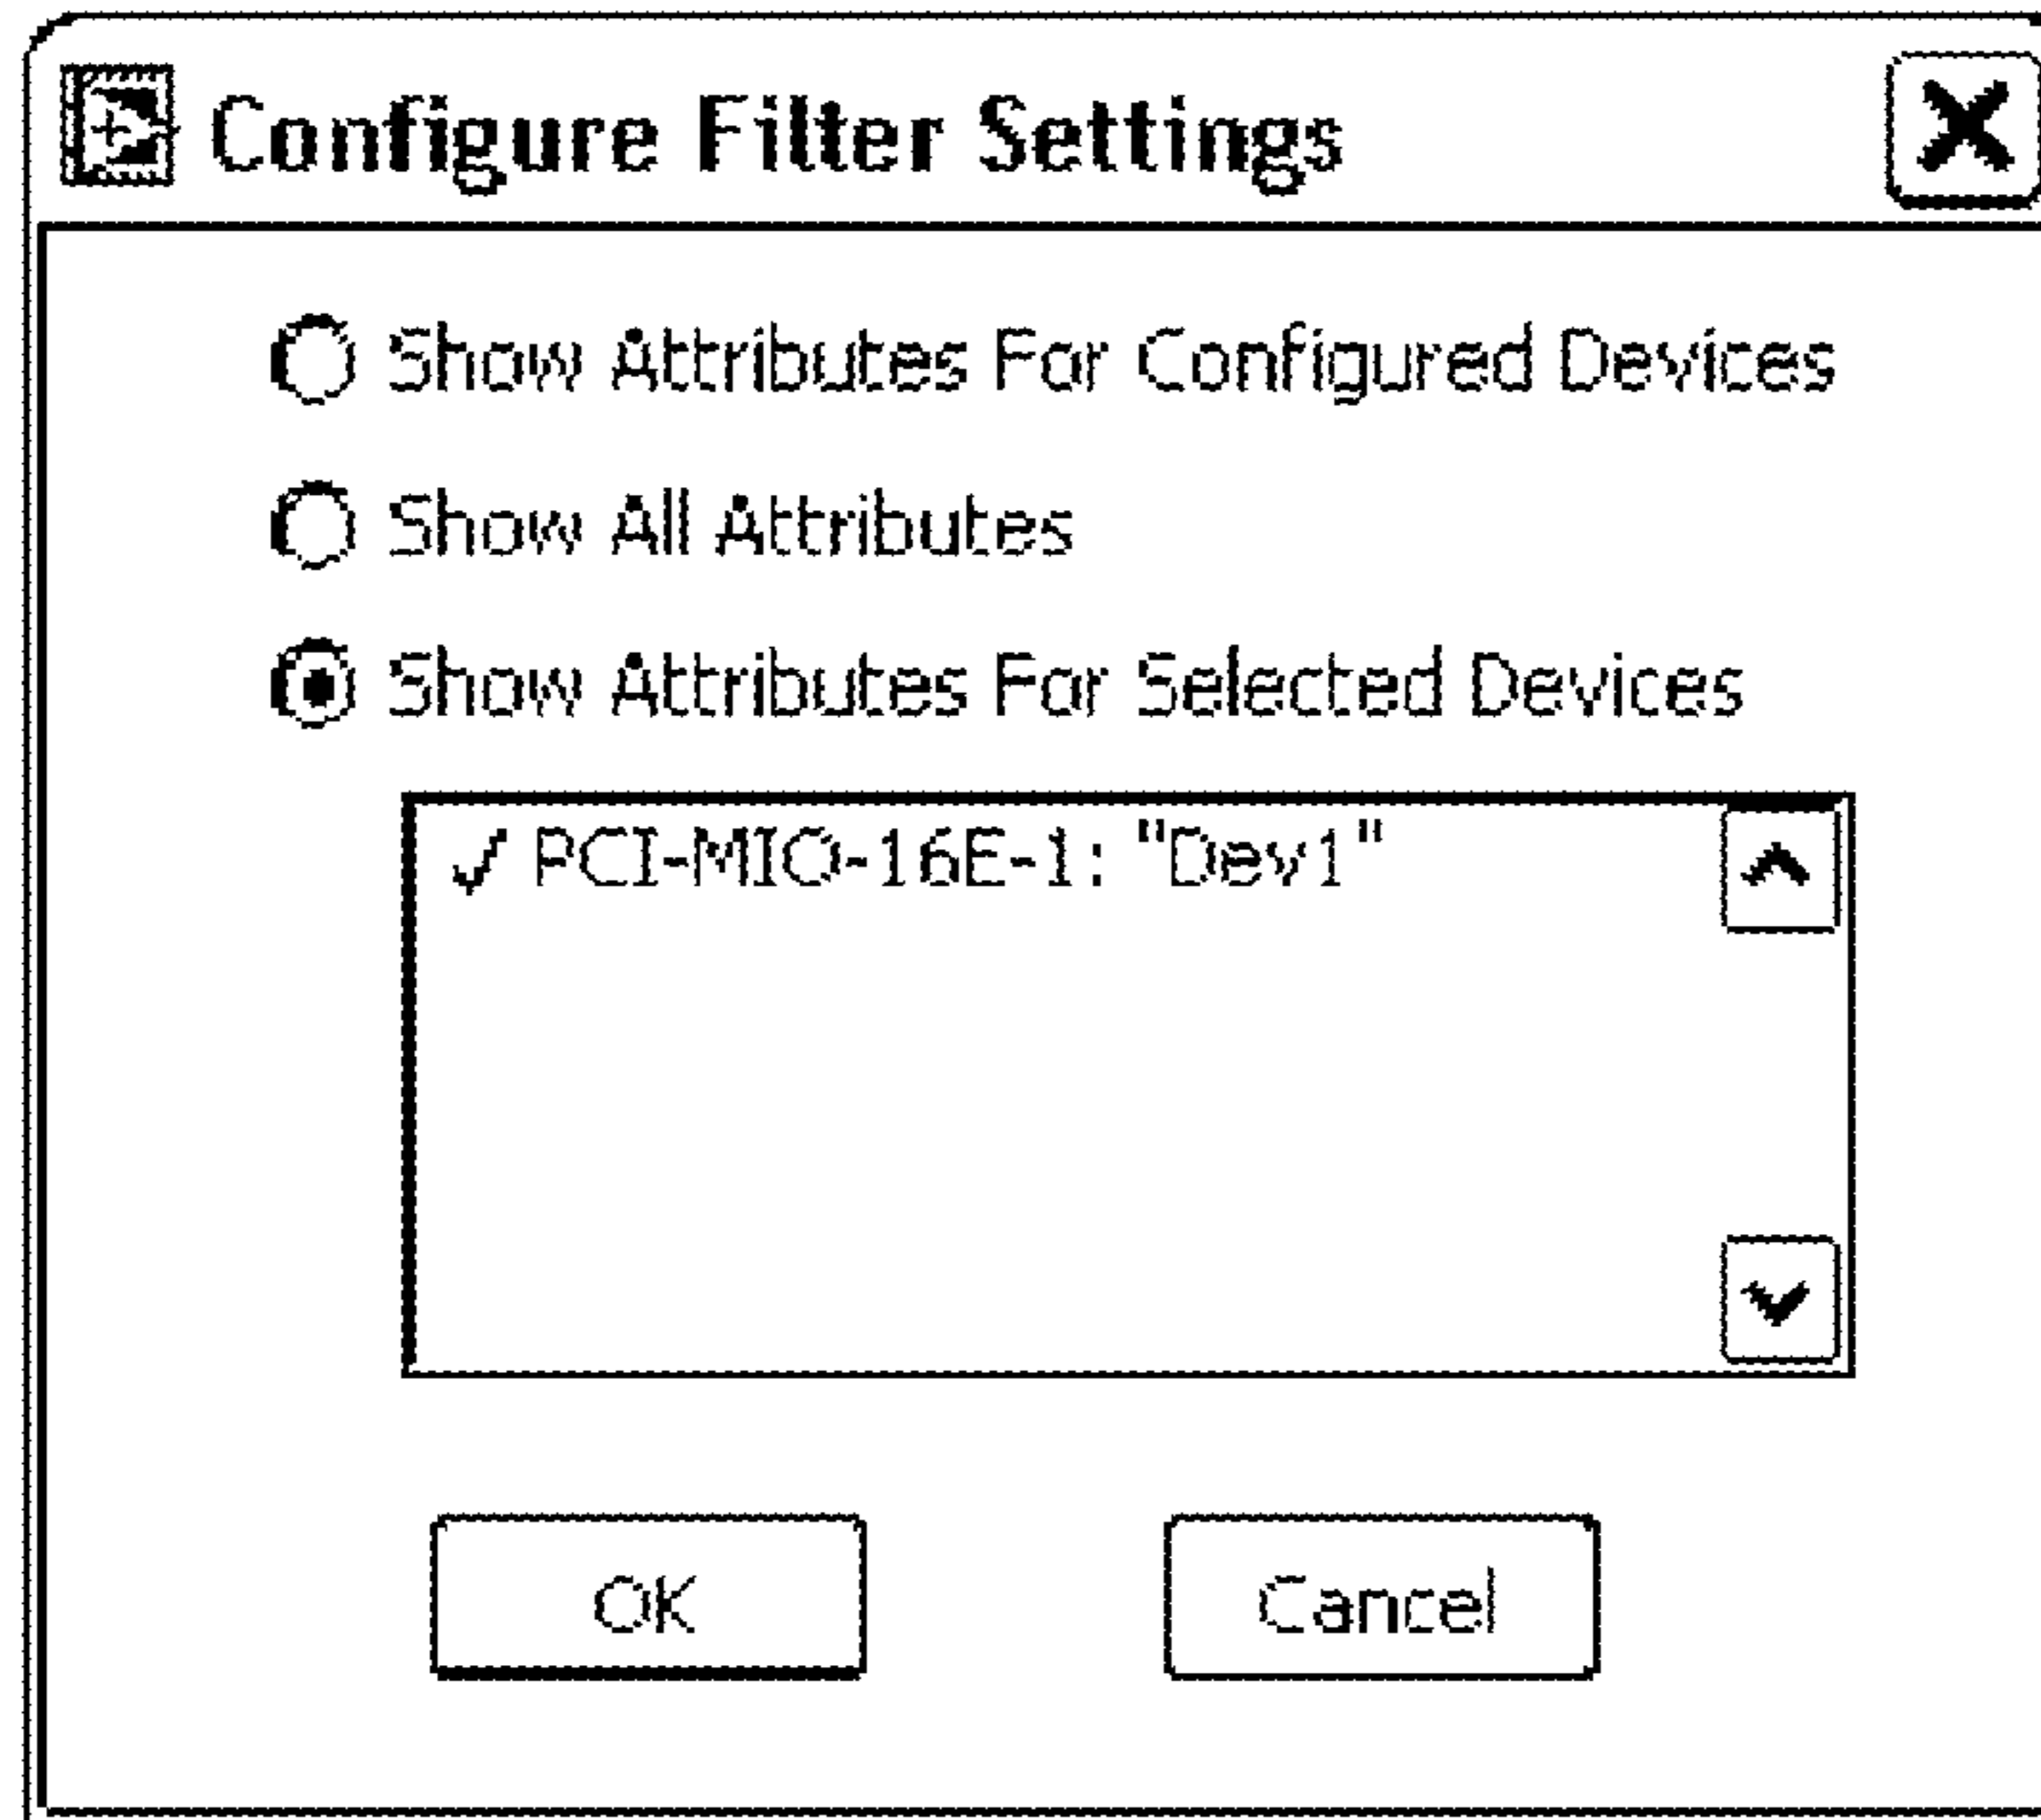 Configure Filter Settings
Show Attributes For Configured Devices
Show All Attributes
Show Attributes For Selected Devices
✓ PCI-MIO-16E-1: "Dev1"
OK
Cancel